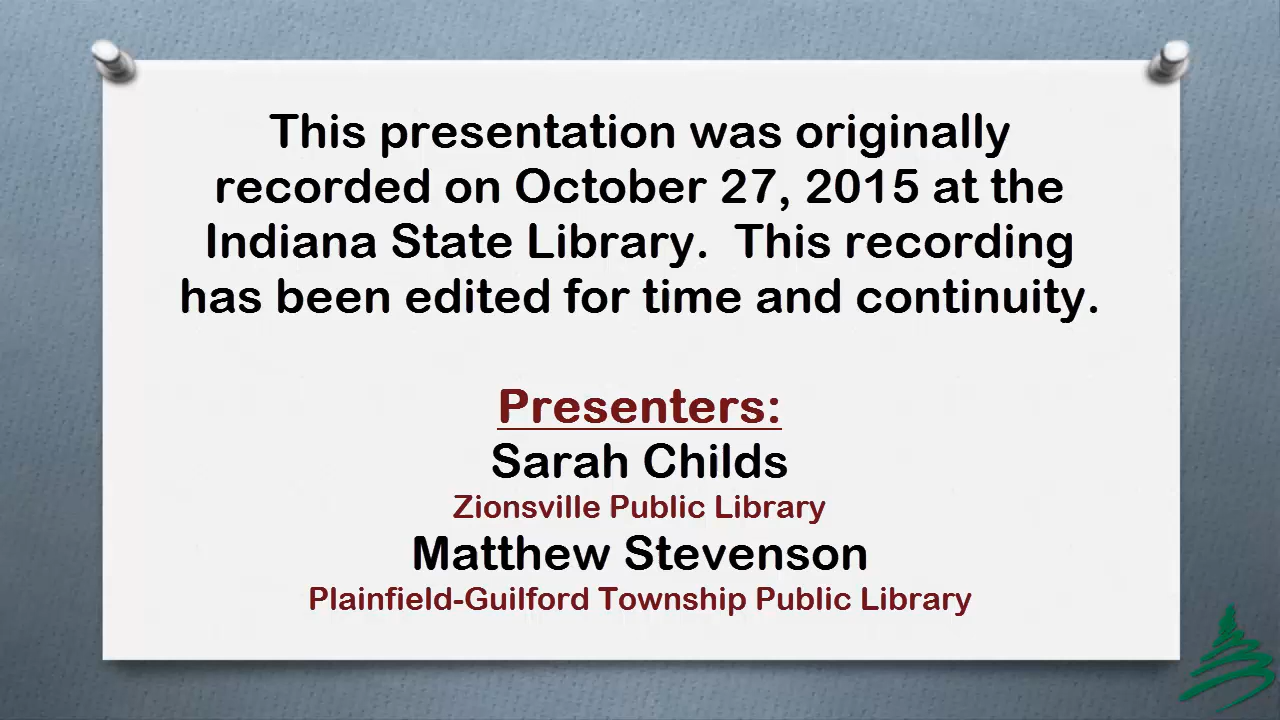 This presentation was originally
recorded on October 27, 2015 at the
Indiana State Library.  This recording
has been edited for time and continuity.
Presenters:
Sarah Childs
Zionsville Public Library
Matthew Stevenson
Plainfield-Guilford Township Public Library